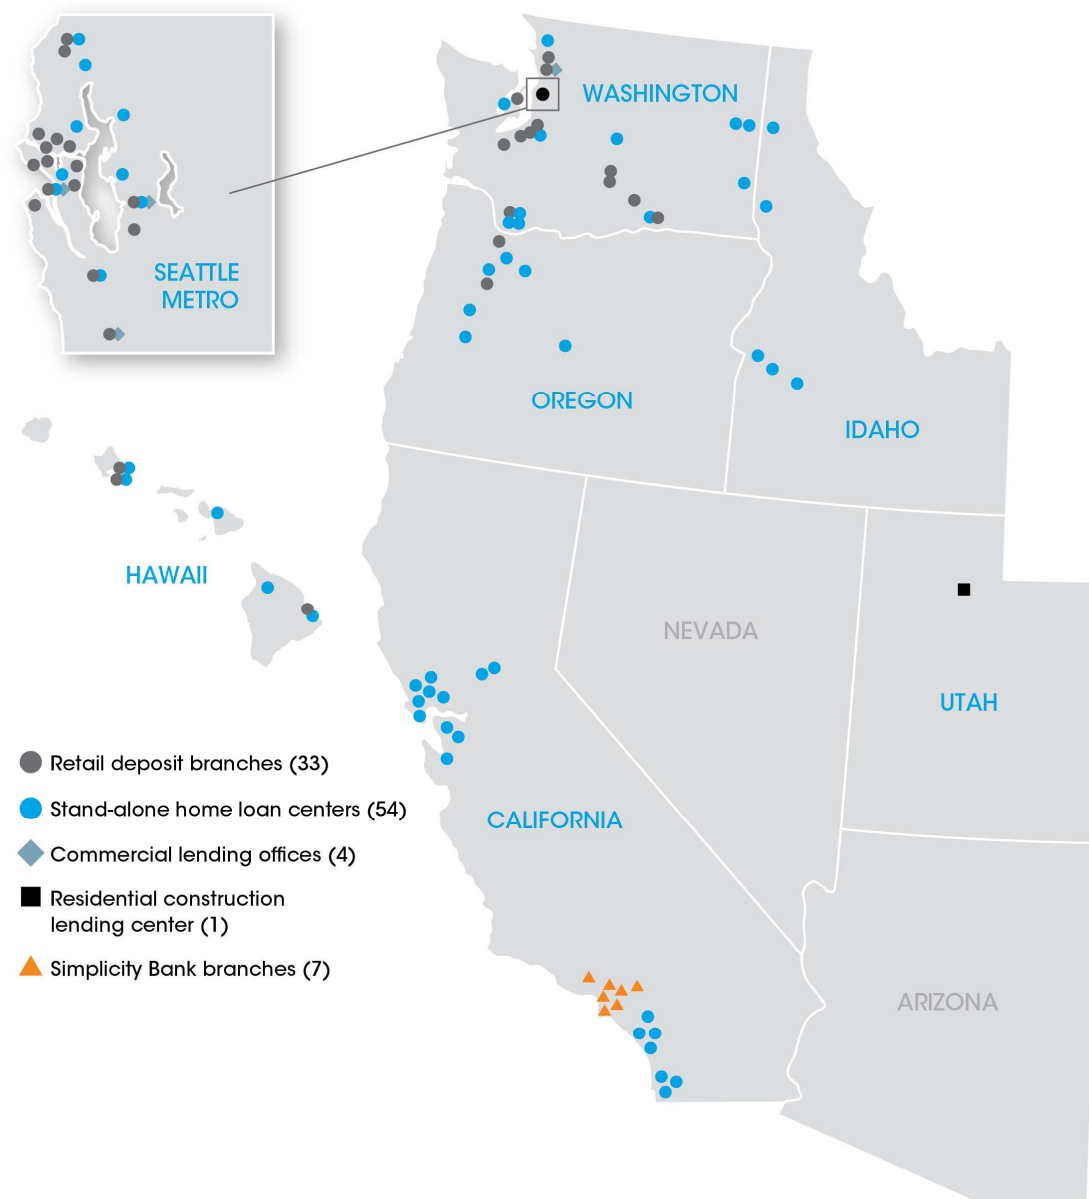 WASHINGTON
SEATTLE
METRO
OREGON
IDAHO
HAWAII
NEVADA
UTAH
Retail deposit branches (33)
Stand-alone home loan centers (54)
CALIFORNIA
Commercial lending offices (4)
Residential construction
lending center (1)
Simplicity Bank branches (7)
ARIZONA